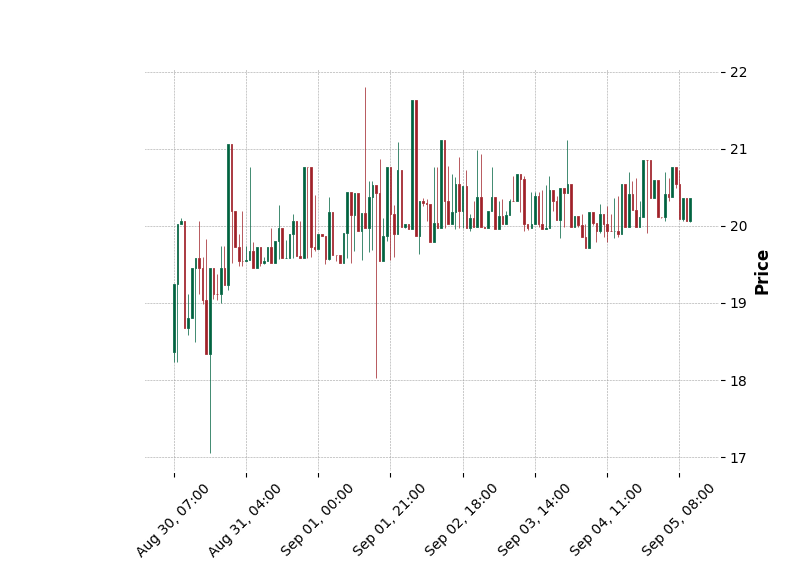 22
21
20
19
18
17
Price
Aug 30, 07:00
Aug 31, 04:00
Sep 01, 00:00
Sep 01, 21:00
Sep 02, 18:00
Sep 03, 14:00
Sep 04, 11:00
Sep 05, 08:00